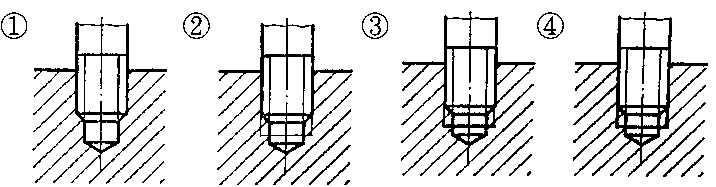 ① ② ③ ④